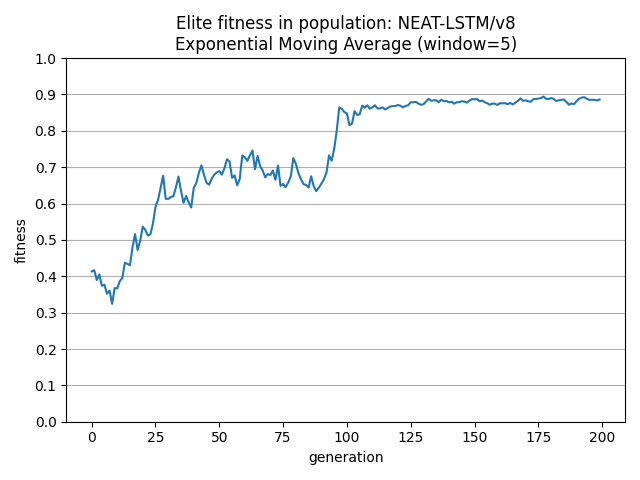 Elite fitness in population: NEAT-LSTM/v8
Exponential Moving Average (window=5)
fitness
1.0
0.9
0.8
0.7
0.6
0.5
0.4
0.3
0.2
0.1
0.0
0 25 50 75 100 125 150 175 200
generation